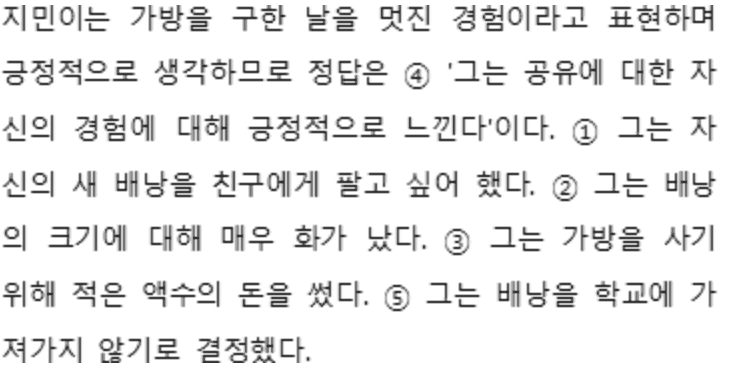 지민이는 가방을 구한 날을 멋진 경험이라고 표현하며
긍정적으로 생각하므로 정답은 ④ '그는 공유에 대한 자
신의 경험에 대해 긍정적으로 느낀다'이다. ① 그는 자
신의 새 배낭을 친구에게 팔고 싶어 했다. ② 그는 배낭
의 크기에 대해 매우 화가 났다. ③ 그는 가방을 사기
위해 적은 액수의 돈을 썼다. ⑤ 그는 배낭을 학교에 가
져가지 않기로 결정했다.